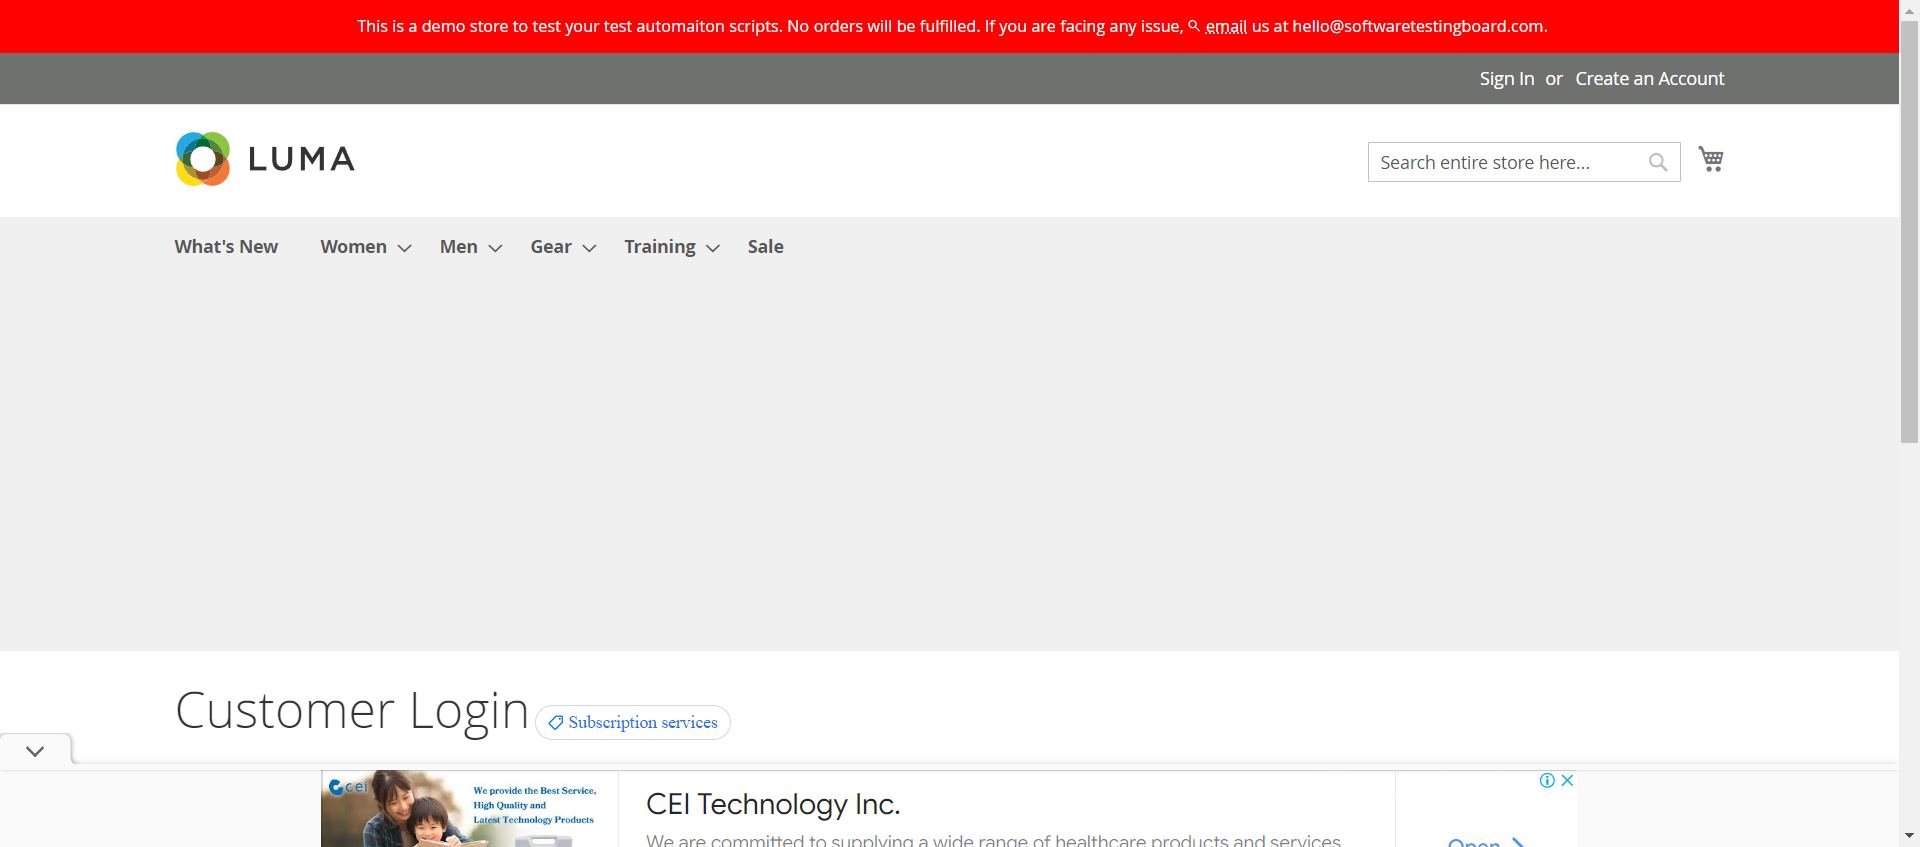 This is a demo store to test your test automaiton scripts. No orders will be fulfilled. If you are facing any issue, email us at hello@softwaretestingboard.com.
Sign In or Create an Account
LUMA
Search entire store here...
What's New Women Men Gear Training Sale
Customer Login
Subscription services
cei
We provide the Best Service,
High Quality and
Latest Technology Products
CEI Technology Inc.
We are committed to supplying a wide range of healthcare products and services
Open